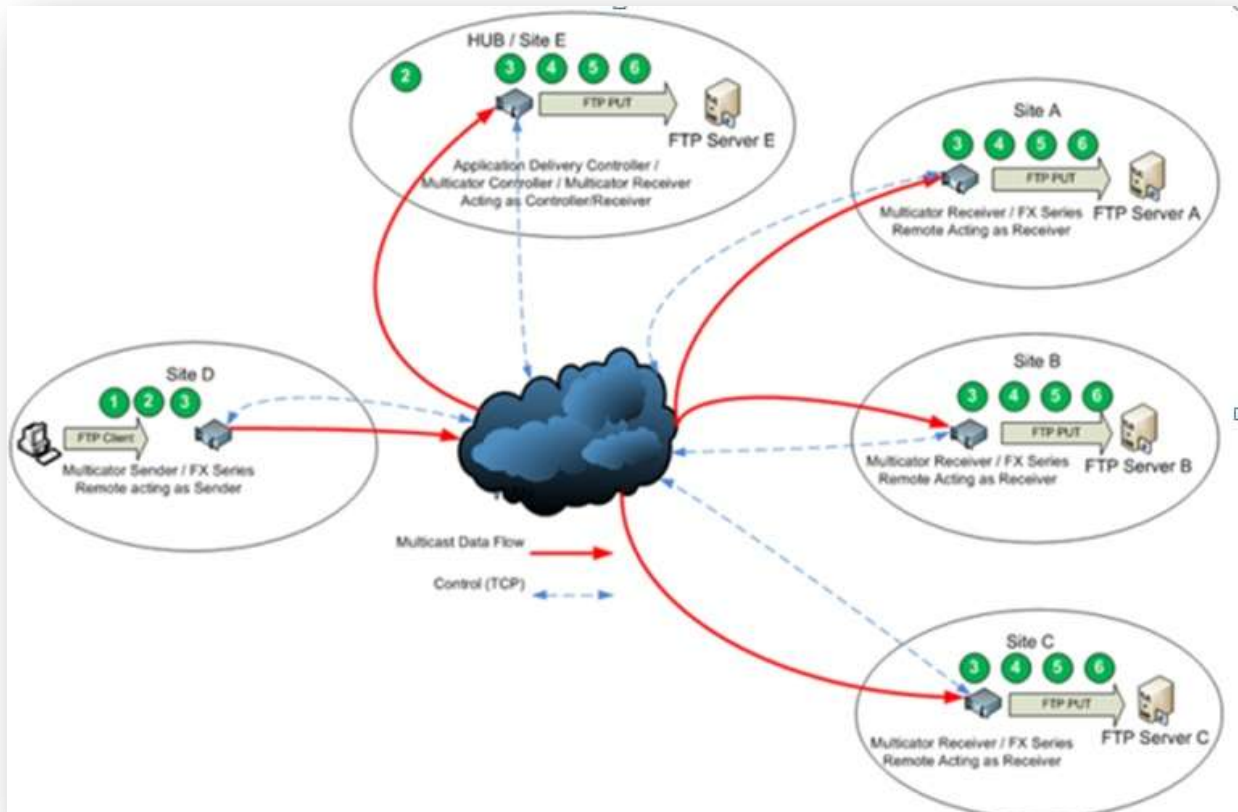 HUB / Site E
2
3 4 5 6
FTP PUT
FTP Server E
Application Delivery Controller /
Multicator Controller / Multicator Receiver
Acting as Controller/Receiver
Site A
3 4 5 6
FTP PUT
FTP Server A
Multicator Receiver / FX Series
Remote Acting as Receiver
Site D
1 2 3
FTP Client
Multicator Sender / FX Series
Remote acting as Sender
Site B
3 4 5 6
FTP PUT
FTP Server B
Multicator Receiver / FX Series
Remote Acting as Receiver
Multicast Data Flow
Control (TCP)
Site C
3 4 5 6
FTP PUT
FTP Server C
Multicator Receiver / FX Series
Remote Acting as Receiver